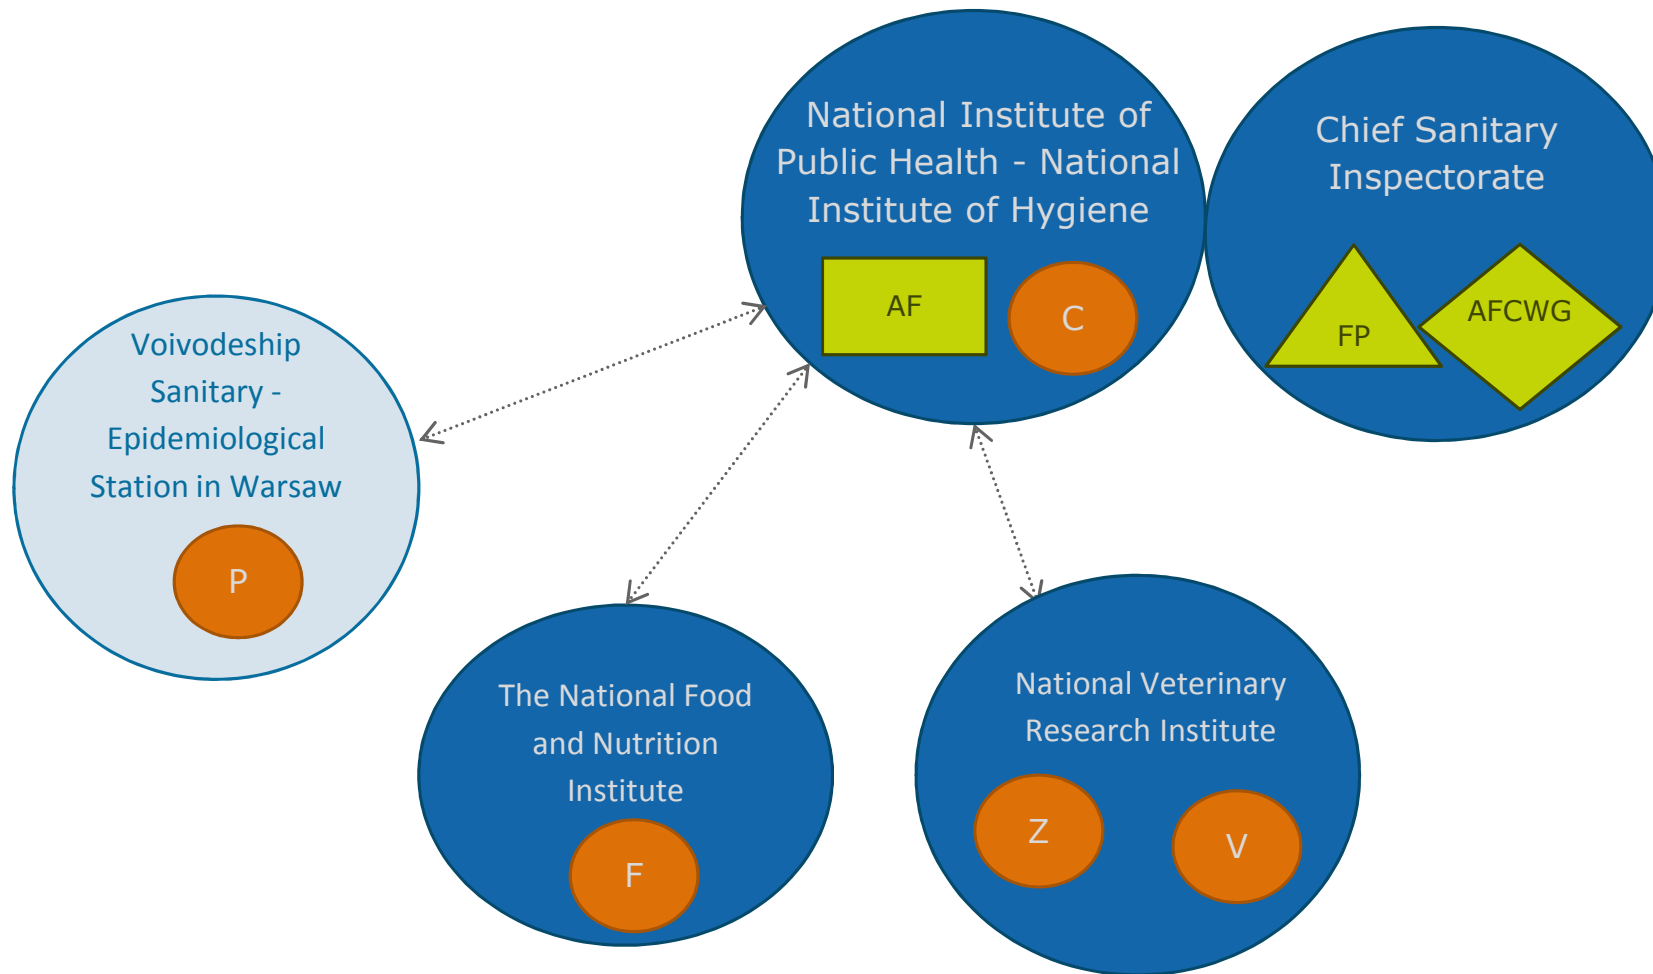 National Institute of
Public Health - National
Institute of Hygiene
AF
C
Chief Sanitary
Inspectorate
FP
AFCWG
Voivodeship
Sanitary -
Epidemiological
Station in Warsaw
P
The National Food
and Nutrition
Institute
F
National Veterinary
Research Institute
Z
V